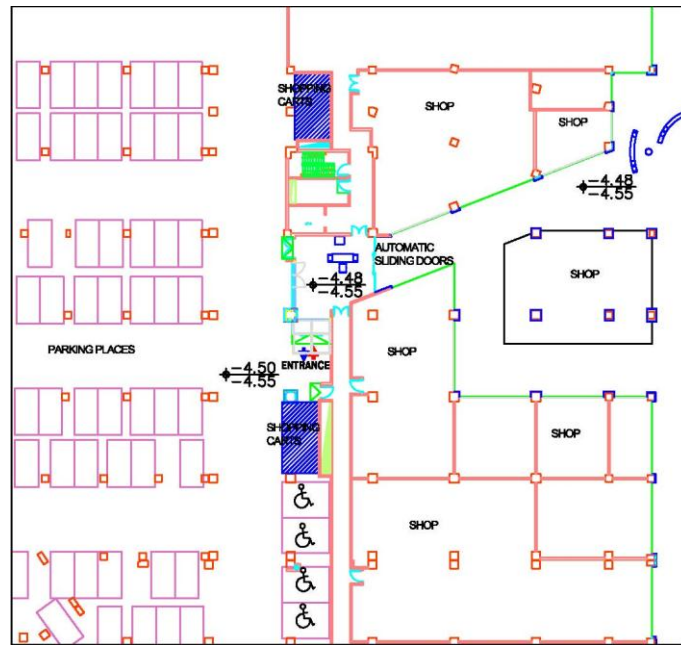 SHOPPING
CARTS
SHOP
SHOP
-4.48
-4.55
AUTOMATIC
SLIDING DOORS
-4.48
-4.55
SHOP
PARKING PLACES
SHOP
ENTRANCE
-4.50
-4.55
SHOPPING
CARTS
SHOP
SHOP